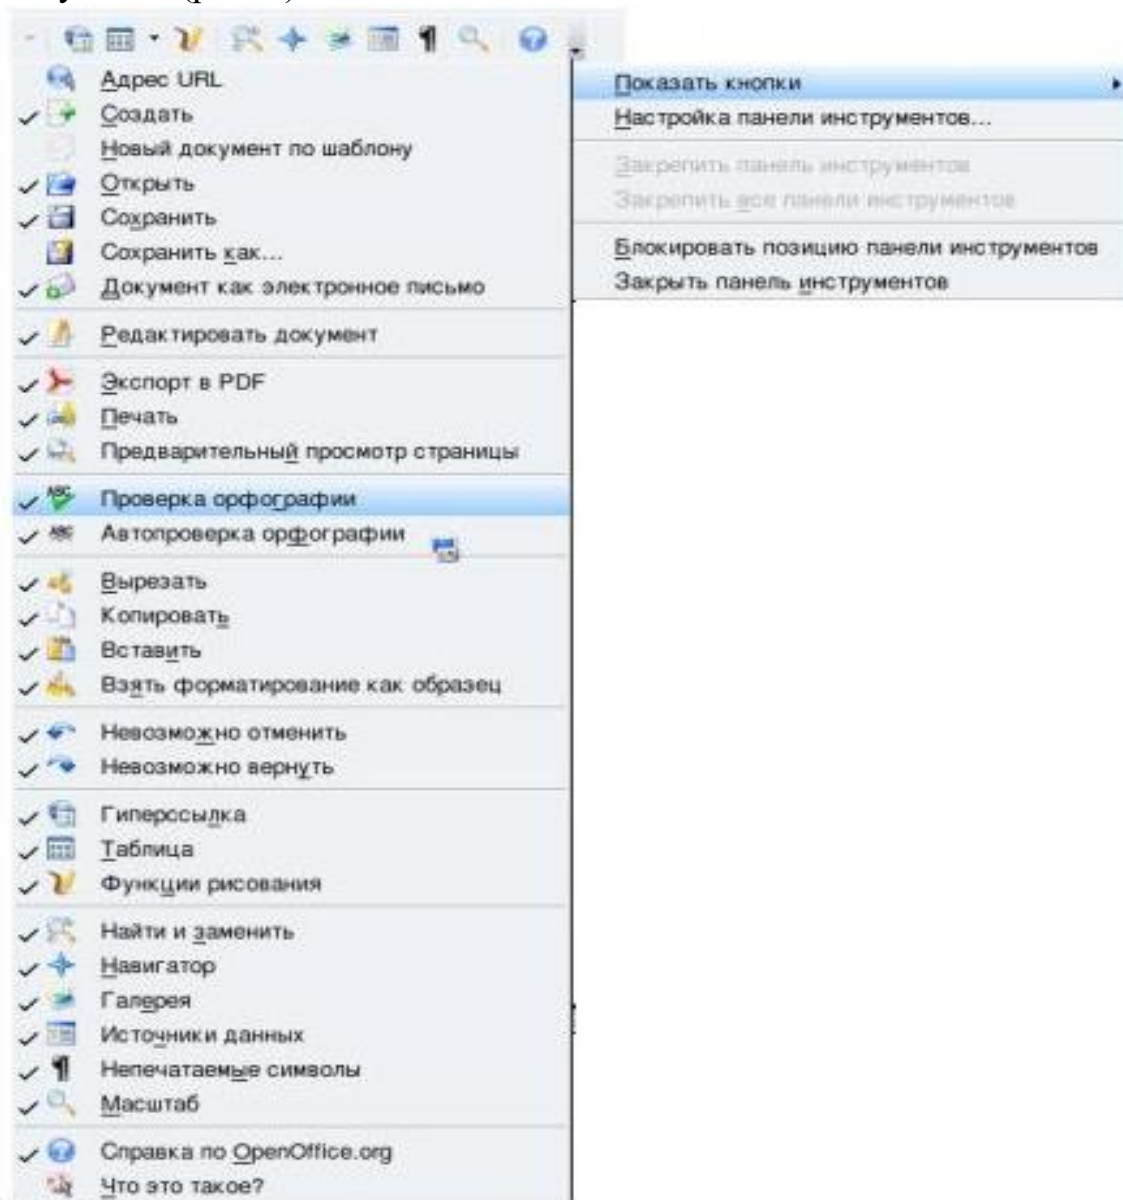 Адрес URL
Создать
Новый документ по шаблону
Открыть
Сохранить
Сохранить как...
Документ как электронное письмо
Редактировать документ
Экспорт в PDF
Печать
Предварительный просмотр страницы
Проверка орфографии
Автопроверка орфографии
Вырезать
Копировать
Вставить
Взять форматирование как образец
Невозможно отменить
Невозможно вернуть
Гиперссылка
Таблица
Функции рисования
Найти и заменить
Навигатор
Галерея
Источники данных
Непечатаемые символы
Масштаб
Справка по OpenOffice.org
Что это такое?
Показать кнопки
Настройка панели инструментов...
Закрепить панель инструментов
Закрепить все панели инструментов
Блокировать позицию панели инструментов
Закрыть панель инструментов